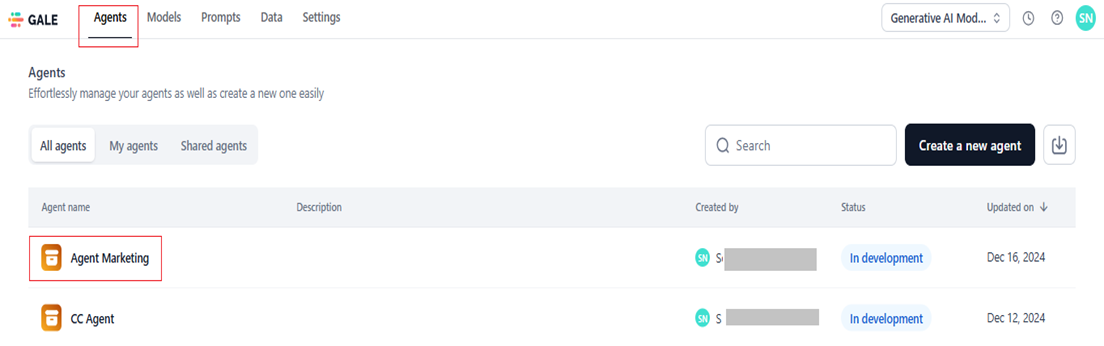 GALE Agents Models Prompts Data Settings Generative AI Mod... SN
Agents
Effortlessly manage your agents as well as create a new one easily
All agents My agents Shared agents Search Create a new agent
Agent name Description Created by Status Updated on
Agent Marketing SN In development Dec 16, 2024
CC Agent SN S In development Dec 12, 2024